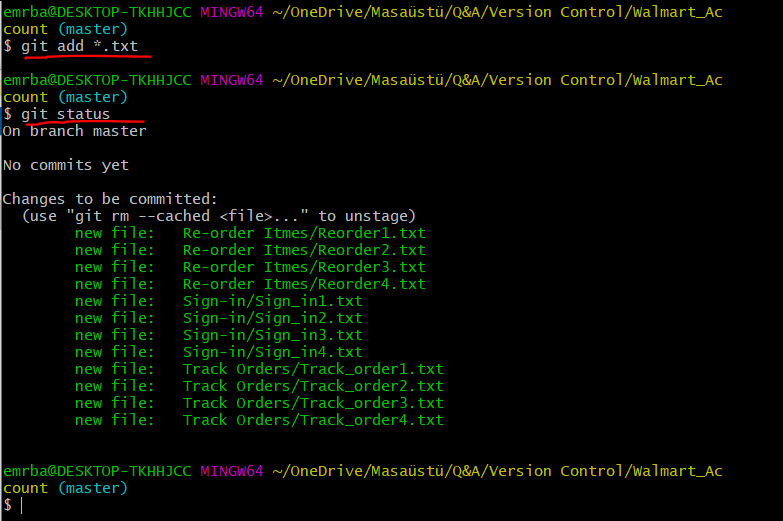 emrba@DESKTOP-TKHHJCC MINGW64 ~/OneDrive/Masaüstü/Q&A/Version Control/Walmart_Ac
count (master)
$ git add *.txt
emrba@DESKTOP-TKHHJCC MINGW64 ~/OneDrive/Masaüstü/Q&A/Version Control/Walmart_Ac
count (master)
$ git status
On branch master
No commits yet
Changes to be committed:
  (use "git rm --cached <file>..." to unstage)
        new file:   Re-order Itmes/Reorder1.txt
        new file:   Re-order Itmes/Reorder2.txt
        new file:   Re-order Itmes/Reorder3.txt
        new file:   Re-order Itmes/Reorder4.txt
        new file:   Sign-in/Sign_in1.txt
        new file:   Sign-in/Sign_in2.txt
        new file:   Sign-in/Sign_in3.txt
        new file:   Sign-in/Sign_in4.txt
        new file:   Track Orders/Track_order1.txt
        new file:   Track Orders/Track_order2.txt
        new file:   Track Orders/Track_order3.txt
        new file:   Track Orders/Track_order4.txt
emrba@DESKTOP-TKHHJCC MINGW64 ~/OneDrive/Masaüstü/Q&A/Version Control/Walmart_Ac
count (master)
$